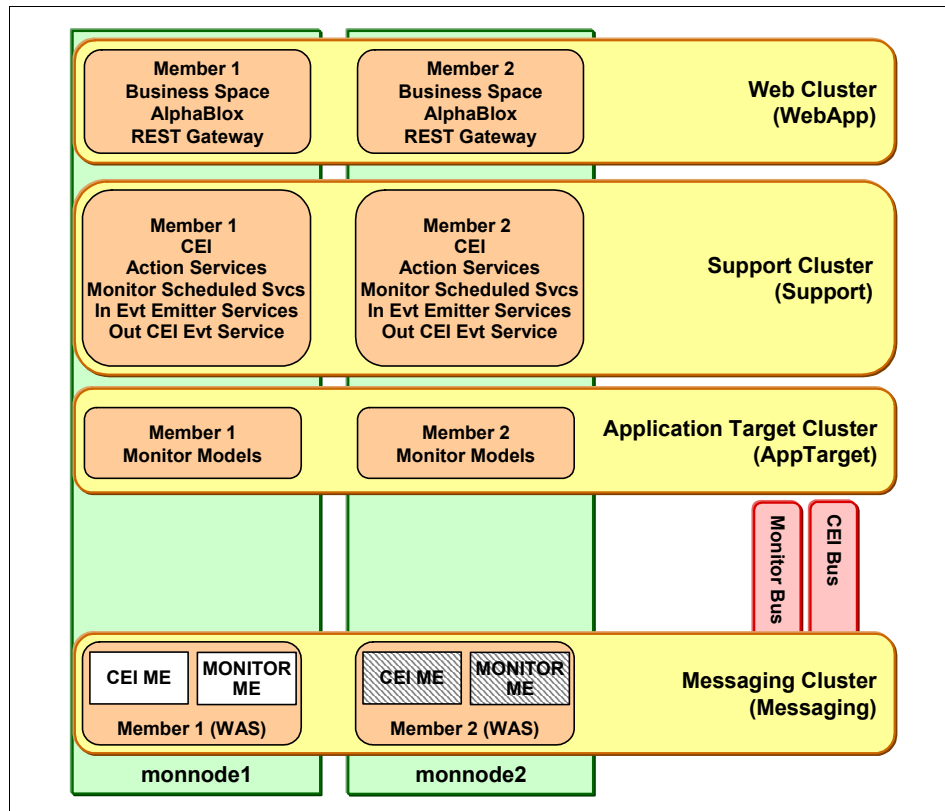 Member 1
Business Space
AlphaBlox
REST Gateway
Member 2
Business Space
AlphaBlox
REST Gateway
Web Cluster
(WebApp)
Member 1
CEI
Action Services
Monitor Scheduled Svcs
In Evt Emitter Services
Out CEI Evt Service
Member 2
CEI
Action Services
Monitor Scheduled Svcs
In Evt Emitter Services
Out CEI Evt Service
Support Cluster
(Support)
Member 1
Monitor Models
Member 2
Monitor Models
Application Target Cluster
(AppTarget)
Monitor Bus
CEI Bus
CEI ME
MONITOR
ME
Member 1 (WAS)
CEI ME
MONITOR
ME
Member 2 (WAS)
Messaging Cluster
(Messaging)
monnode1
monnode2